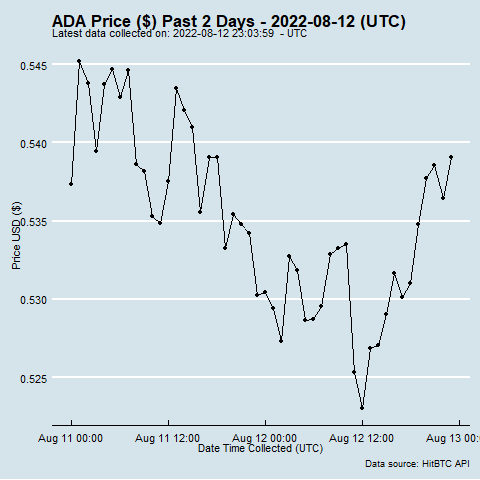 ADA Price ($) Past 2 Days - 2022-08-12 (UTC)
Latest data collected on: 2022-08-12 23:03:59 - UTC
0.545
0.540
0.535
0.530
0.525
Price USD ($)
Aug 11 00:00 Aug 11 12:00 Aug 12 00:00 Aug 12 12:00 Aug 13 00:0
Date Time Collected (UTC)
Data source: HitBTC API